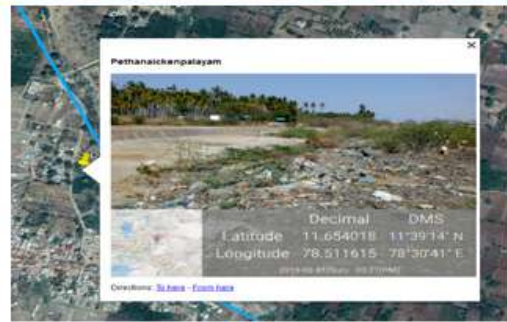 Pethanaickenpalayam
Decimal DMS
Latitude 11.654018 11°39'14" N
Longitude 78.511615 78°30'41" E
Directions: To here - From here